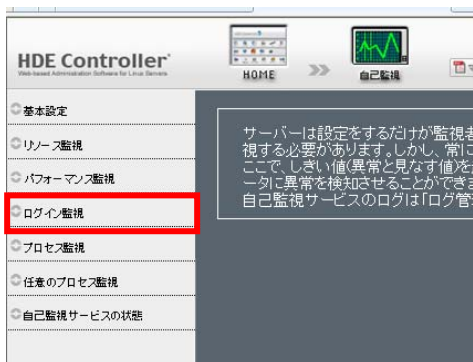 HDE Controller
Web-based Administration Software for Linux Servers
HOME
自己監視
基本設定
リソース監視
パフォーマンス監視
ログイン監視
プロセス監視
任意のプロセス監視
自己監視サービスの状態
サーバーは設定をするだけが監視者
視する必要があります。しかし、常に
ここで、しきい値(異常と見なす値)を
ータに異常を検知させることができま
自己監視サービスのログは「ログ管